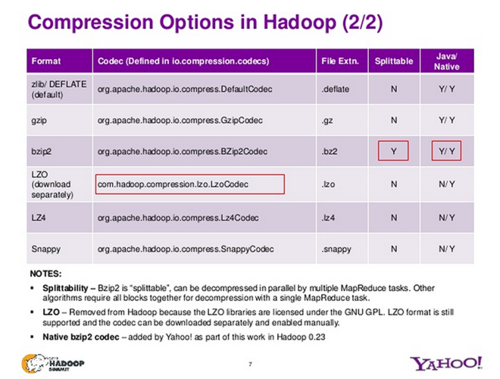 Compression Options in Hadoop (2/2)
Format Codec (Defined in io.compression.codecs) File Extn. Splittable Java/ Native
zlib/ DEFLATE (default) org.apache.hadoop.io.compress.DefaultCodec .deflate N Y/ Y
gzip org.apache.hadoop.io.compress.GzipCodec .gz N Y/ Y
bzip2 org.apache.hadoop.io.compress.BZip2Codec .bz2 Y Y/ Y
LZO (download separately) com.hadoop.compression.lzo.LzoCodec .lzo N N/ Y
LZ4 org.apache.hadoop.io.compress.Lz4Codec .lz4 N N/ Y
Snappy org.apache.hadoop.io.compress.SnappyCodec .snappy N N/ Y
NOTES:
▪ Splittability – Bzip2 is “splittable”, can be decompressed in parallel by multiple MapReduce tasks. Other
algorithms require all blocks together for decompression with a single MapReduce task.
▪ LZO – Removed from Hadoop because the LZO libraries are licensed under the GNU GPL. LZO format is still
supported and the codec can be downloaded separately and enabled manually.
▪ Native bzip2 codec – added by Yahoo! as part of this work in Hadoop 0.23
HADOOP
SUMMIT
7
YAHOO!